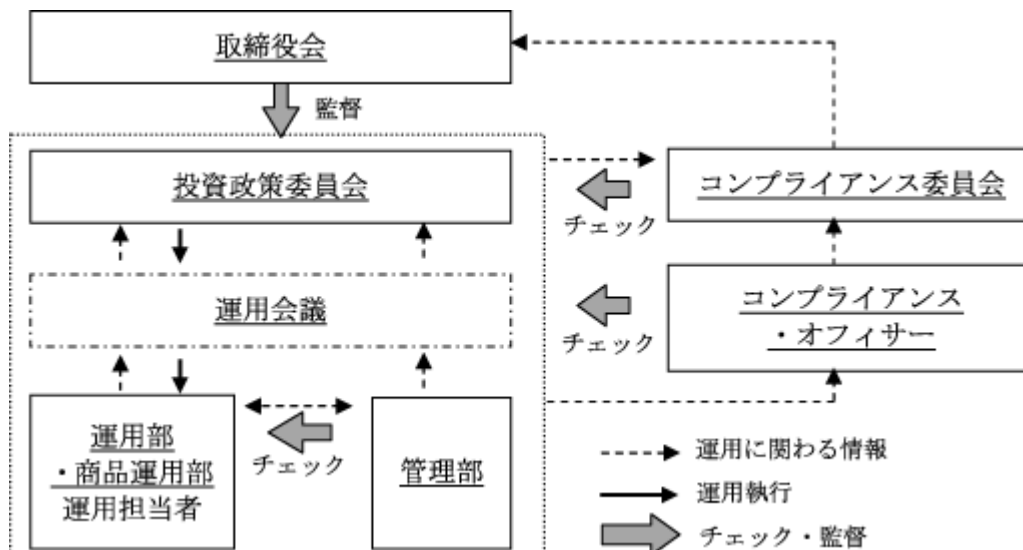 取締役会
監督
投資政策委員会
コンプライアンス委員会
チェック
運用会議
コンプライアンス
・オフィサー
チェック
運用部
・商品運用部
運用担当者
チェック
管理部
運用に関わる情報
運用執行
チェック・監督